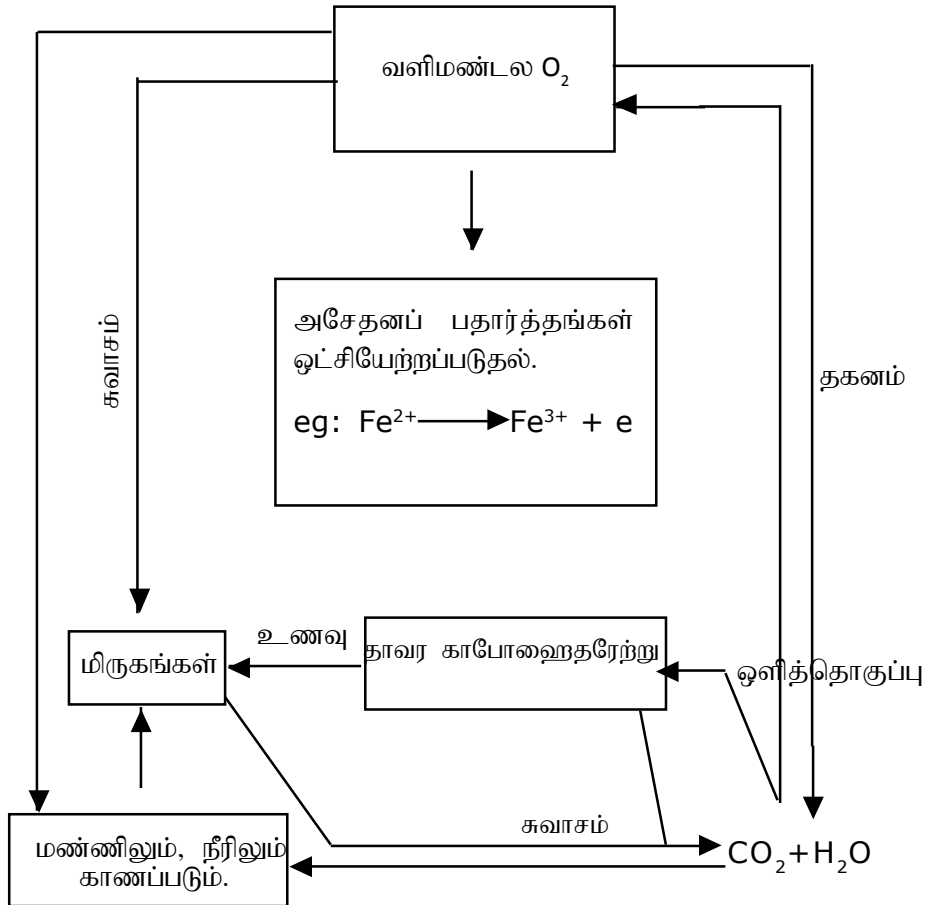 வளிமண்டல O₂
அசேதனப் பதார்த்தங்கள்
ஒட்சியேற்றப்படுதல்.
eg: Fe²⁺ → Fe³⁺ + e
சுவாசம்
தகனம்
உணவு
மிருகங்கள்
தாவர காபோஹைதரேற்று
ஒளித்தொகுப்பு
சுவாசம்
மண்ணிலும், நீரிலும்
காணப்படும்.
CO₂+H₂O